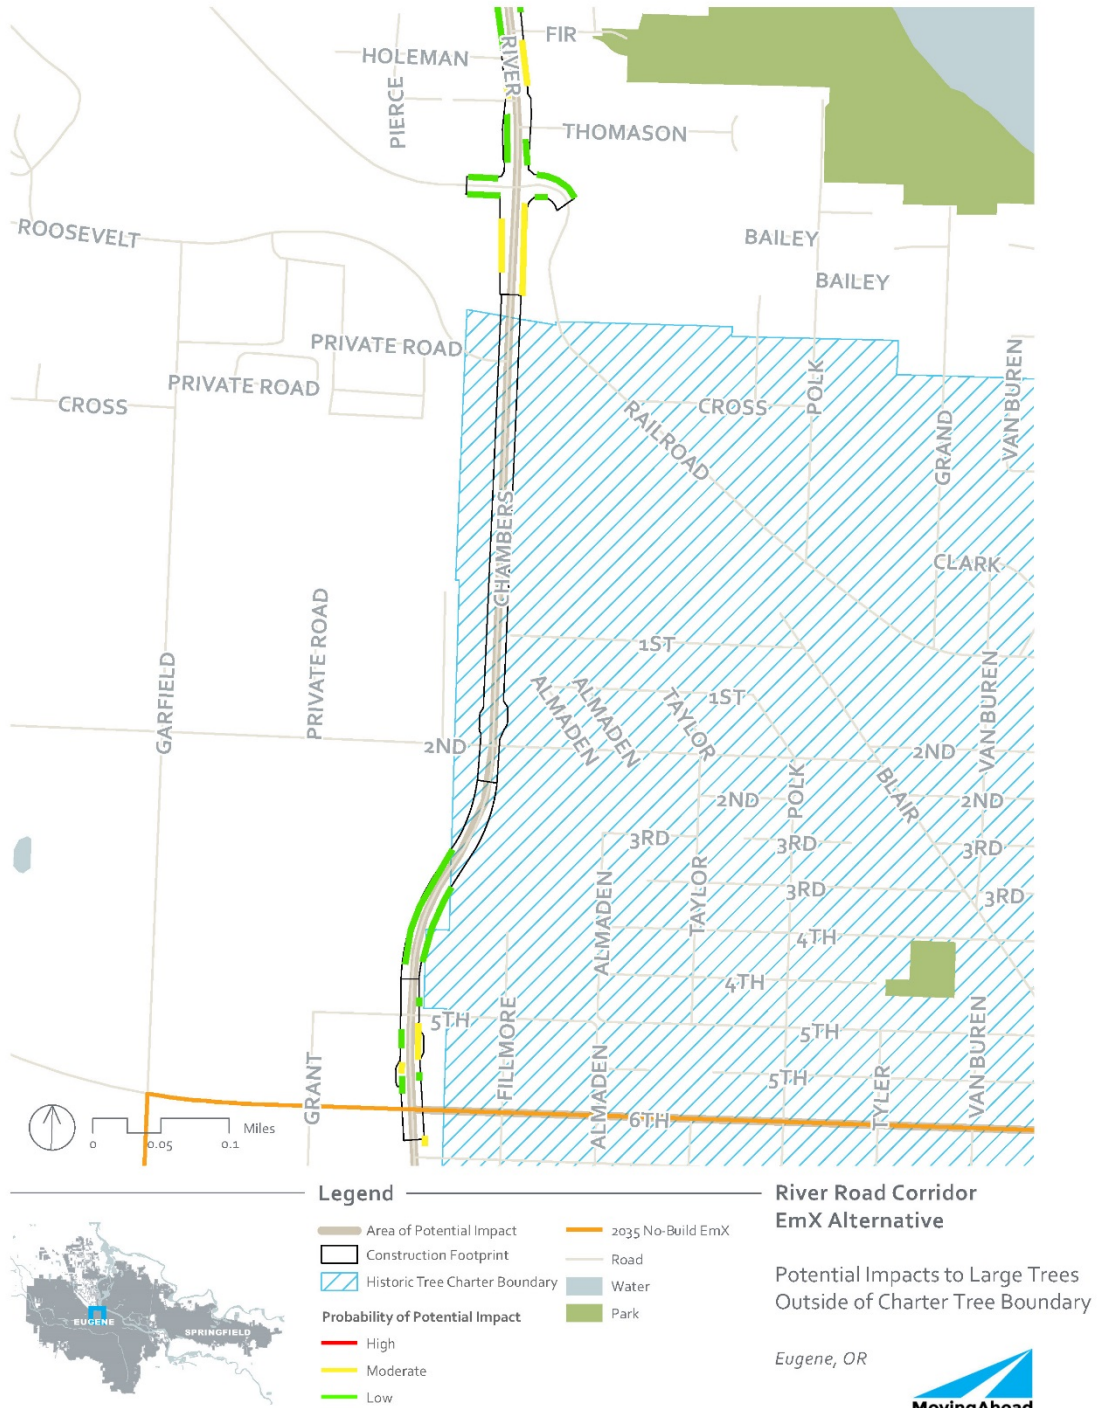 FIR
HOLEMAN
RIVER
PIERCE
THOMASON
ROOSEVELT
BAILEY
BAILEY
PRIVATE ROAD
PRIVATE ROAD
CROSS
RAILROAD
CROSS
POLK
GRAND
VAN BUREN
CHAMBERS
CLARK
PRIVATE ROAD
GARFIELD
1ST
ALMADEN
ALMADEN
TAYLOR
1ST
VAN BUREN
2ND
2ND
BLAIR
POLK
2ND
2ND
3RD
3RD
3RD
TAYLOR
3RD
3RD
ALMADEN
4TH
4TH
FILLMORE
5TH
5TH
VAN BUREN
GRANT
ALMADEN
5TH
TYLER
6TH
Miles
0
0.05
0.1
Legend
Area of Potential Impact
Construction Footprint
Historic Tree Charter Boundary
Probability of Potential Impact
High
Moderate
Low
2035 No-Build EmX
Road
Water
Park
River Road Corridor
EmX Alternative
Potential Impacts to Large Trees
Outside of Charter Tree Boundary
Eugene, OR
EUGENE
SPRINGFIELD
MovingAhead